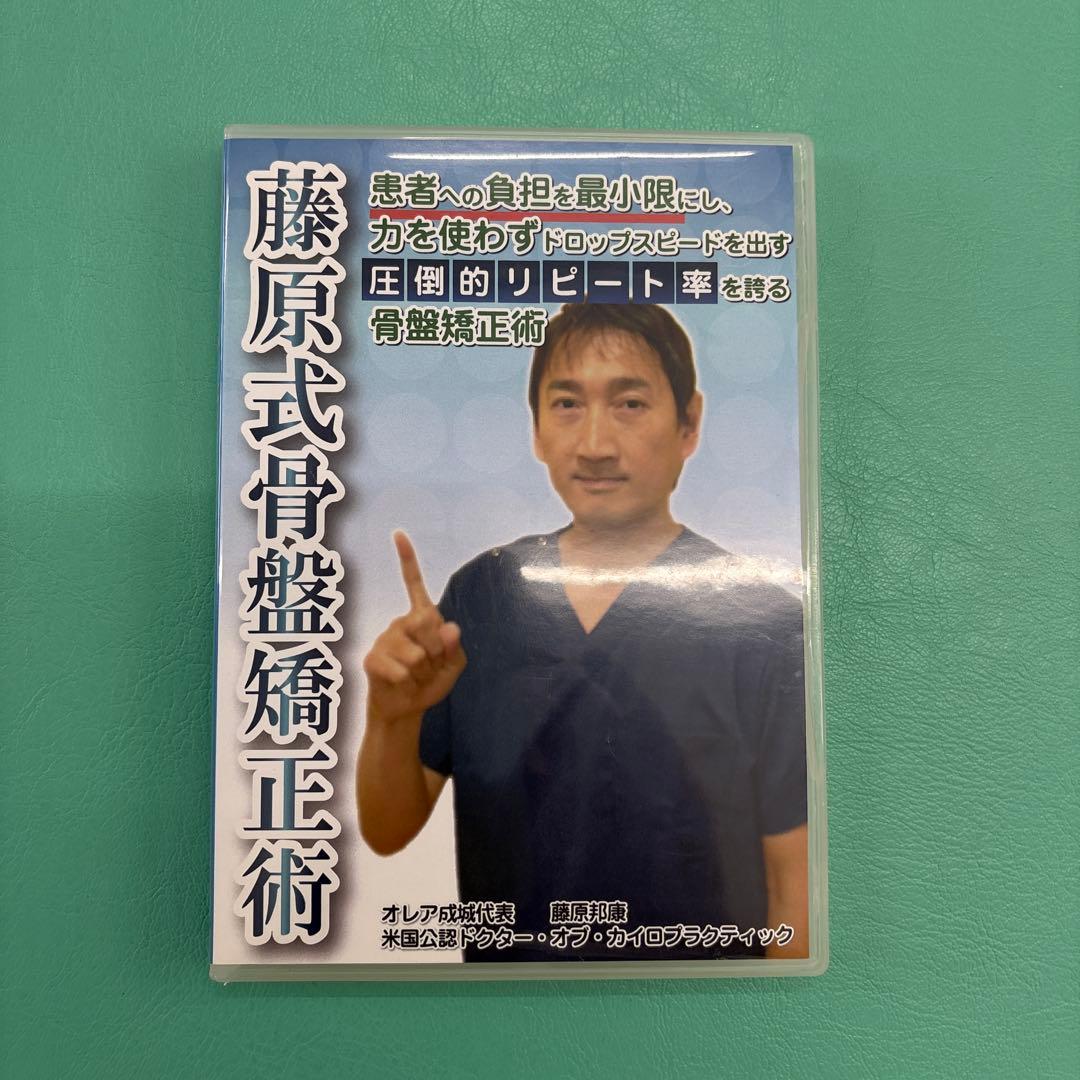 藤原式骨盤矯正術
患者への負担を最小限にし、
力を使わずドロップスピードを出す
圧倒的リピート率を誇る
骨盤矯正術
オレア成城代表　藤原邦康
米国公認ドクター・オブ・カイロプラクティック